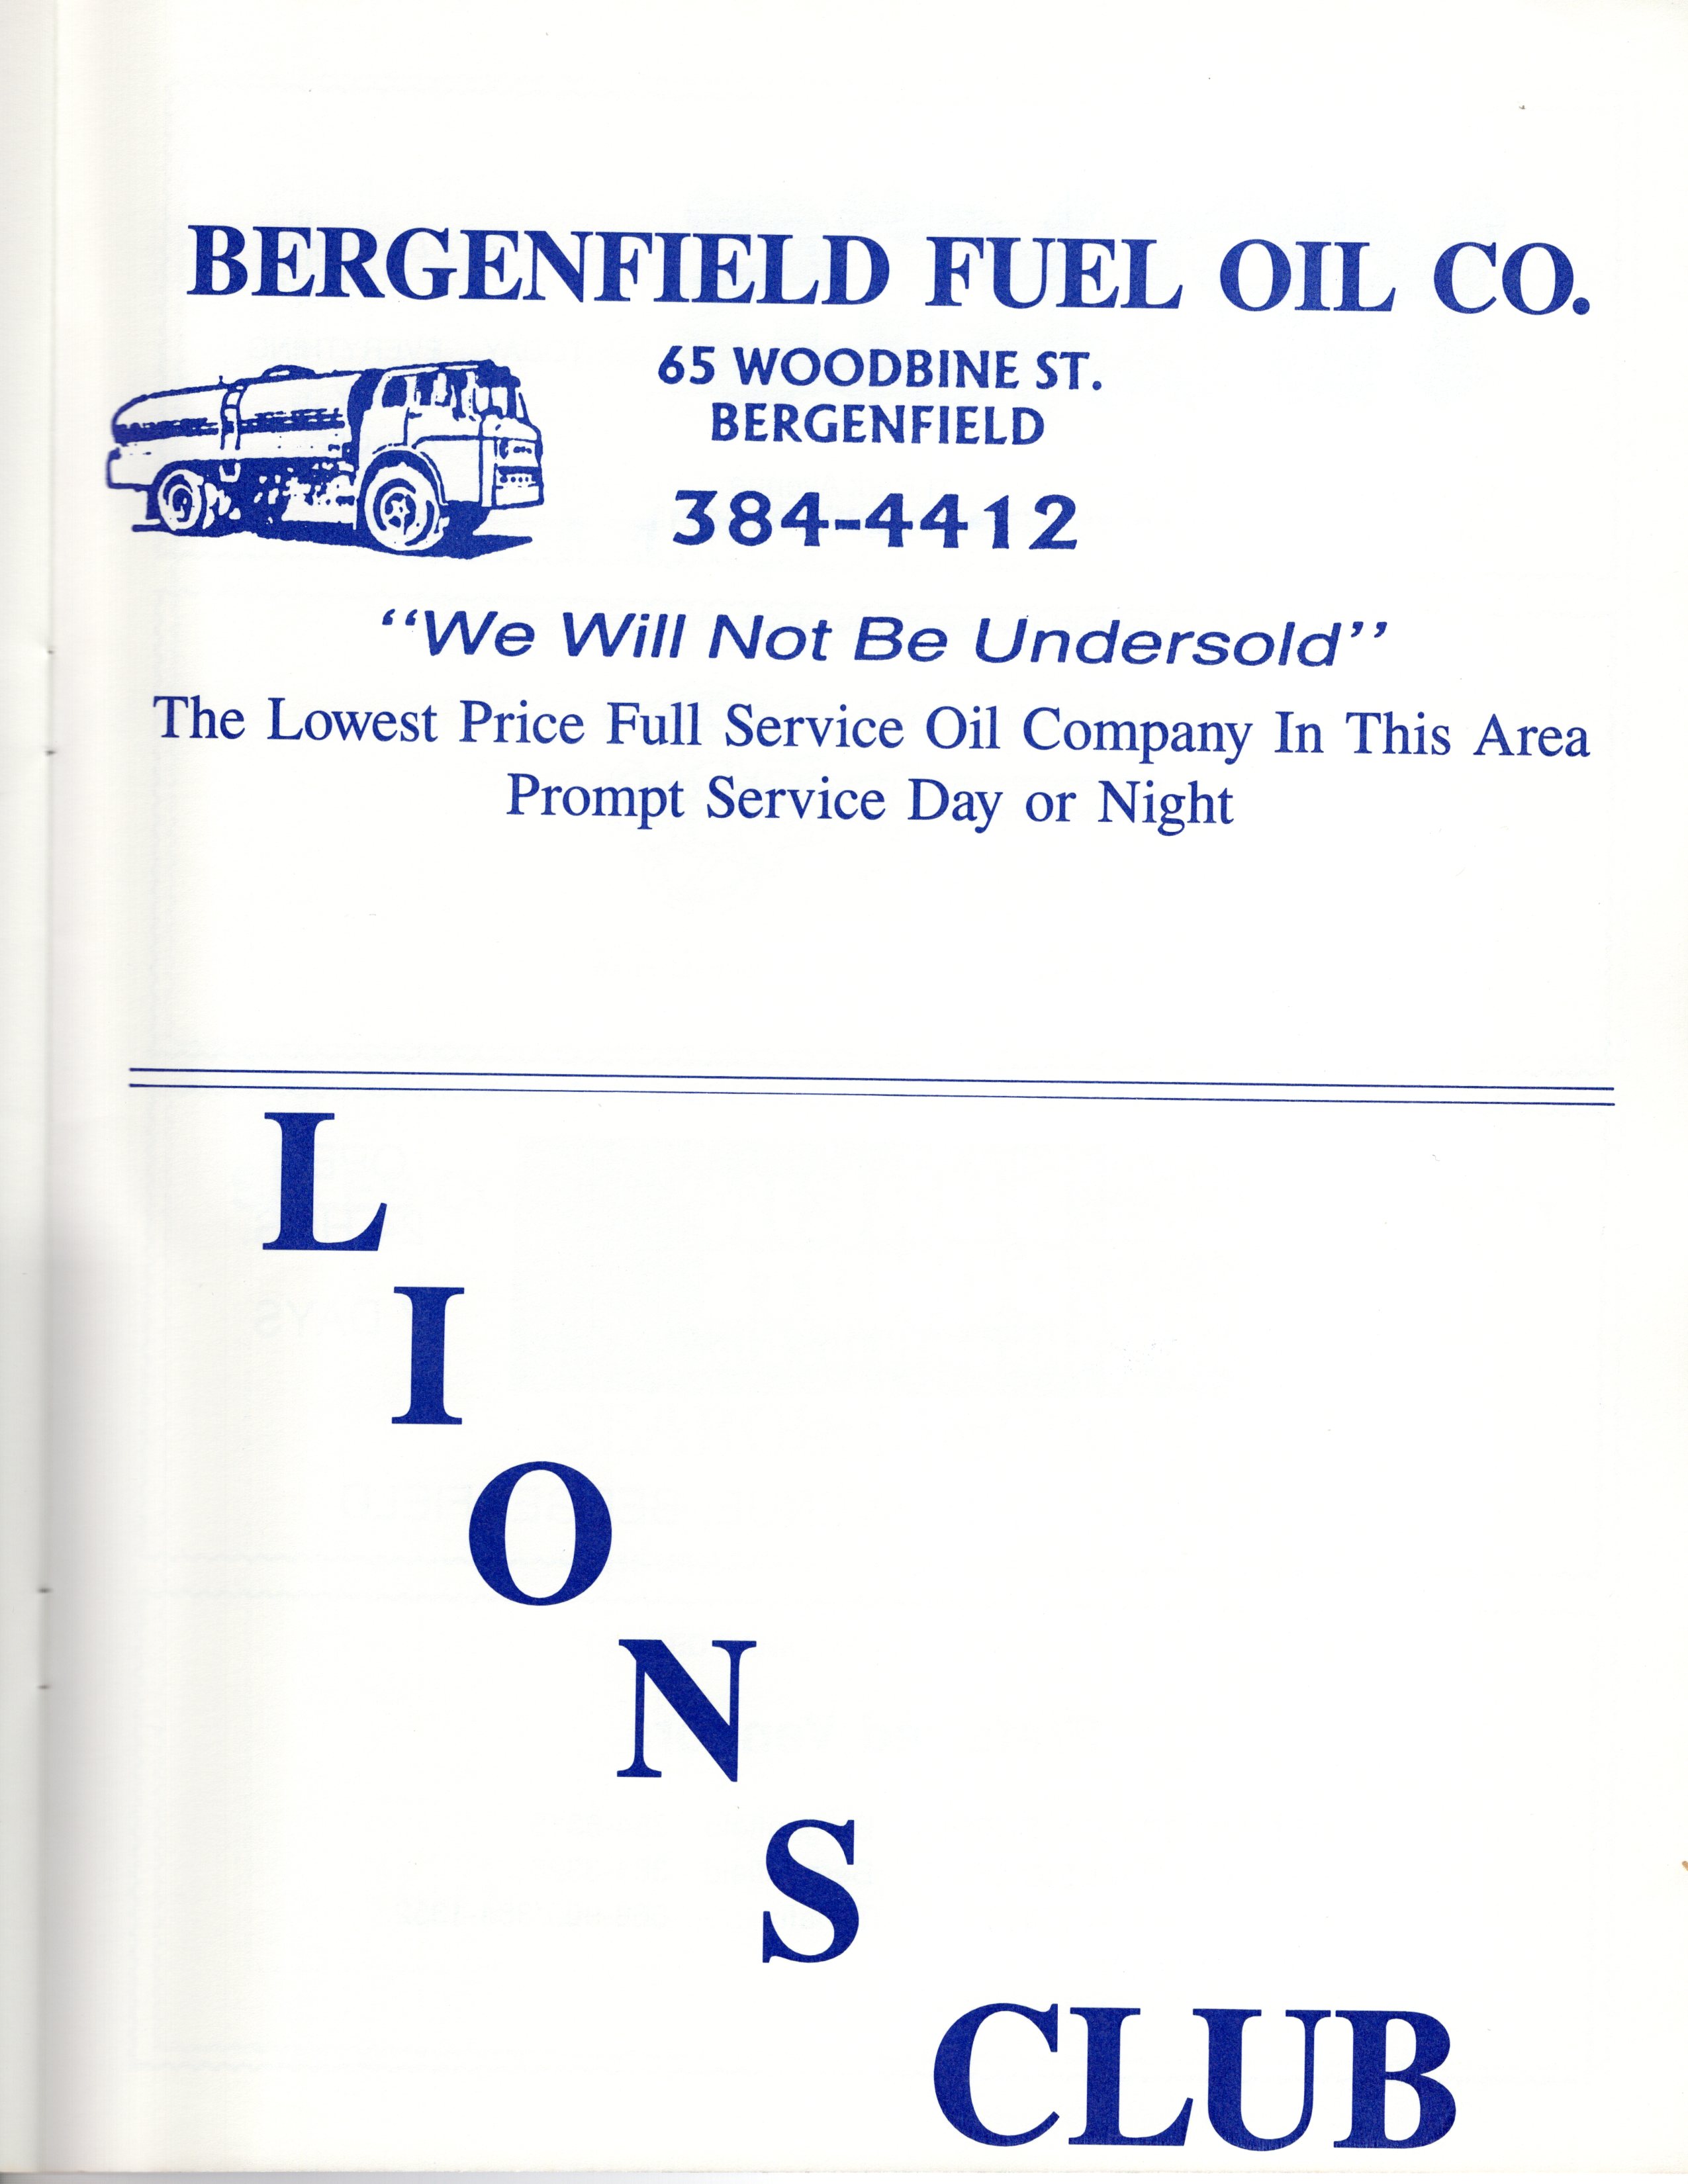 BERGENFIELD FUEL OIL CO.
65 WOODBINE ST.
BERGENFIELD
384-4412
“We Will Not Be Undersold”
The Lowest Price Full Service Oil Company In This Area
Prompt Service Day or Night
L
I
O
N
S
CLUB